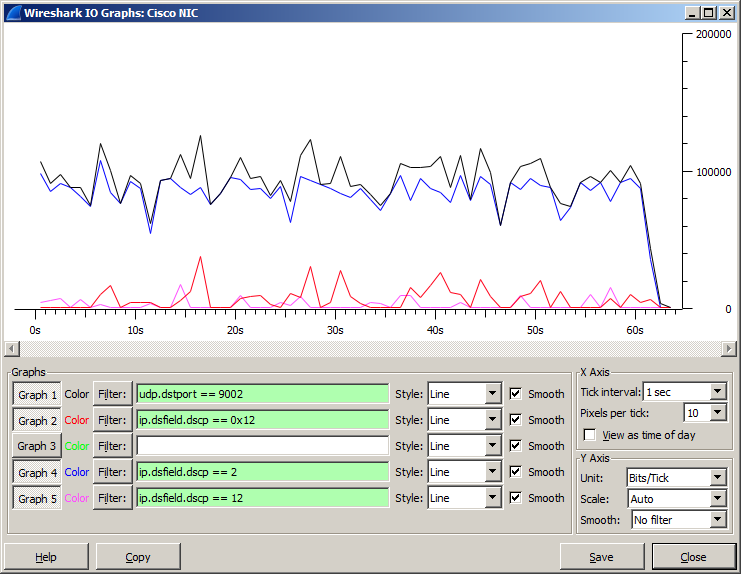 Wireshark IO Graphs: Cisco NIC
200000
100000
0
0s 10s 20s 30s 40s 50s 60s
Graphs
Graph 1 Color Filter: udp.dstport == 9002 Style: Line Smooth
Graph 2 Color Filter: ip.dsfield.dscp == 0x12 Style: Line Smooth
Graph 3 Color Filter: Style: Line Smooth
Graph 4 Color Filter: ip.dsfield.dscp == 2 Style: Line Smooth
Graph 5 Color Filter: ip.dsfield.dscp == 12 Style: Line Smooth
X Axis
Tick interval: 1 sec
Pixels per tick: 10
View as time of day
Y Axis
Unit: Bits/Tick
Scale: Auto
Smooth: No filter
Help Copy Save Close